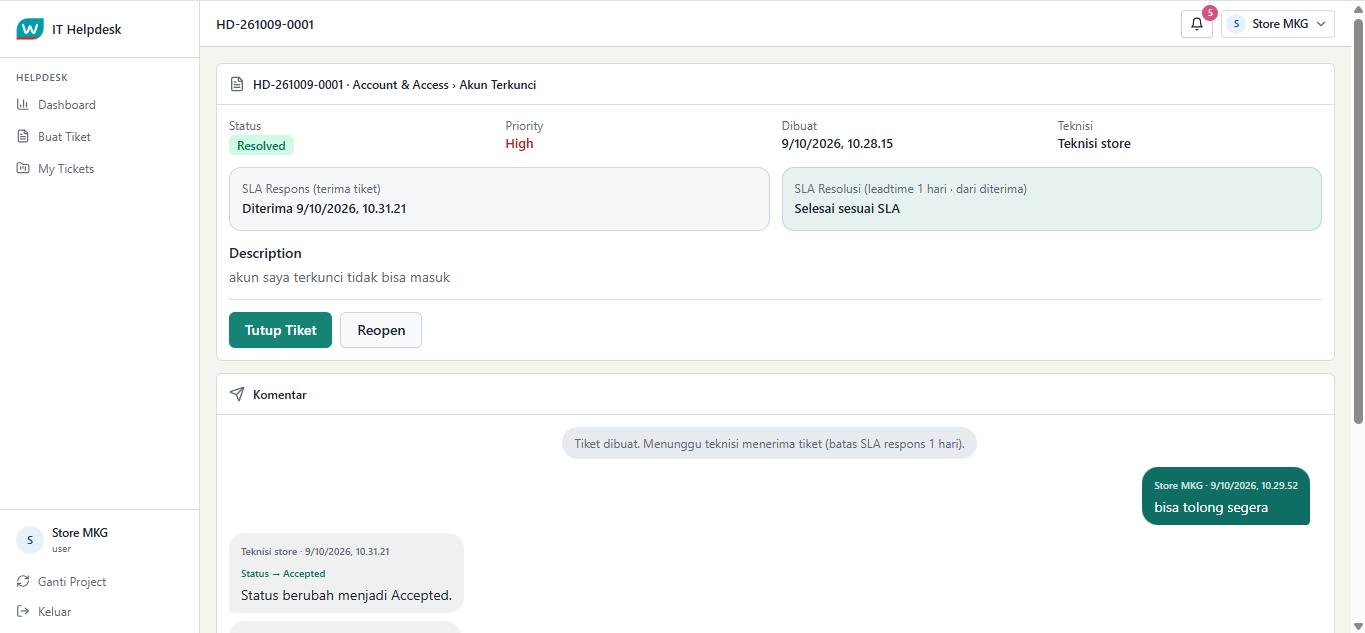 W IT Helpdesk
HD-261009-0001
5
S Store MKG
HELPDESK
Dashboard
Buat Tiket
My Tickets
HD-261009-0001 · Account & Access › Akun Terkunci
Status
Resolved
Priority
High
Dibuat
9/10/2026, 10.28.15
Teknisi
Teknisi store
SLA Respons (terima tiket)
Diterima 9/10/2026, 10.31.21
SLA Resolusi (leadtime 1 hari · dari diterima)
Selesai sesuai SLA
Description
akun saya terkunci tidak bisa masuk
Tutup Tiket
Reopen
Komentar
Tiket dibuat. Menunggu teknisi menerima tiket (batas SLA respons 1 hari).
Store MKG · 9/10/2026, 10.29.52
bisa tolong segera
Teknisi store · 9/10/2026, 10.31.21
Status → Accepted
Status berubah menjadi Accepted.
S Store MKG
user
Ganti Project
Keluar